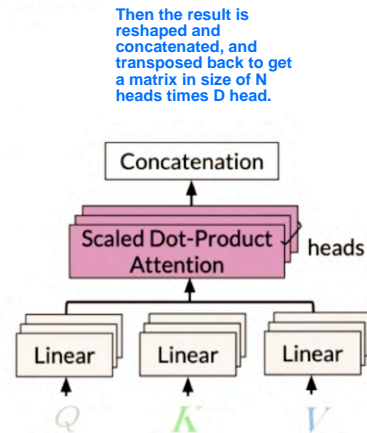 Then the result is
reshaped and
concatenated, and
transposed back to get
a matrix in size of N
heads times D head.
Concatenation
Scaled Dot-Product
Attention
heads
Linear
Linear
Linear
Q
K
V